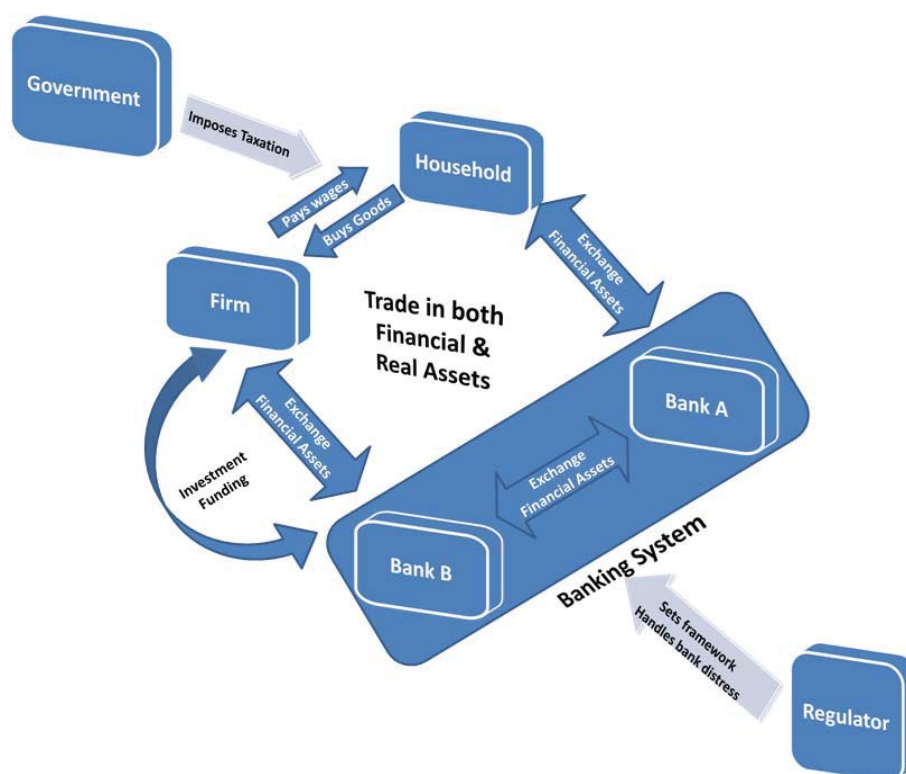 Government
Imposes Taxation
Household
Pays wages
Buys Goods
Exchange
Financial Assets
Firm
Trade in both
Financial &
Real Assets
Exchange
Financial Assets
Bank A
Investment
Funding
Exchange
Financial Assets
Bank B
Banking System
Sets framework
Handles bank distress
Regulator